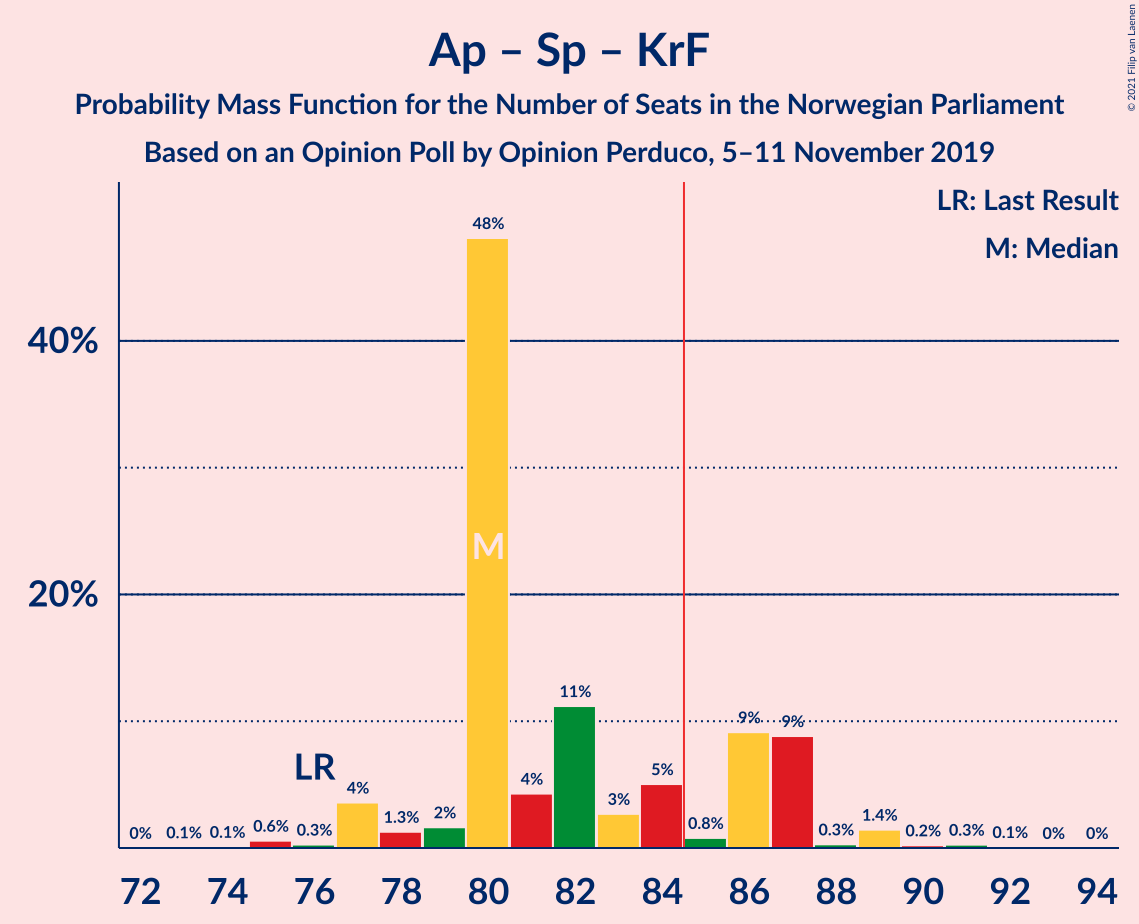 Ap – Sp – KrF
Probability Mass Function for the Number of Seats in the Norwegian Parliament
Based on an Opinion Poll by Opinion Perduco, 5–11 November 2019
© 2021 Filip van Laenen
LR: Last Result
M: Median
40%
20%
0% 0.1% 0.1% 0.6% 0.3% 4% 1.3% 2% 48% 4% 11% 3% 5% 0.8% 9% 9% 0.3% 1.4% 0.2% 0.3% 0.1% 0% 0%
LR
M
72 74 76 78 80 82 84 86 88 90 92 94